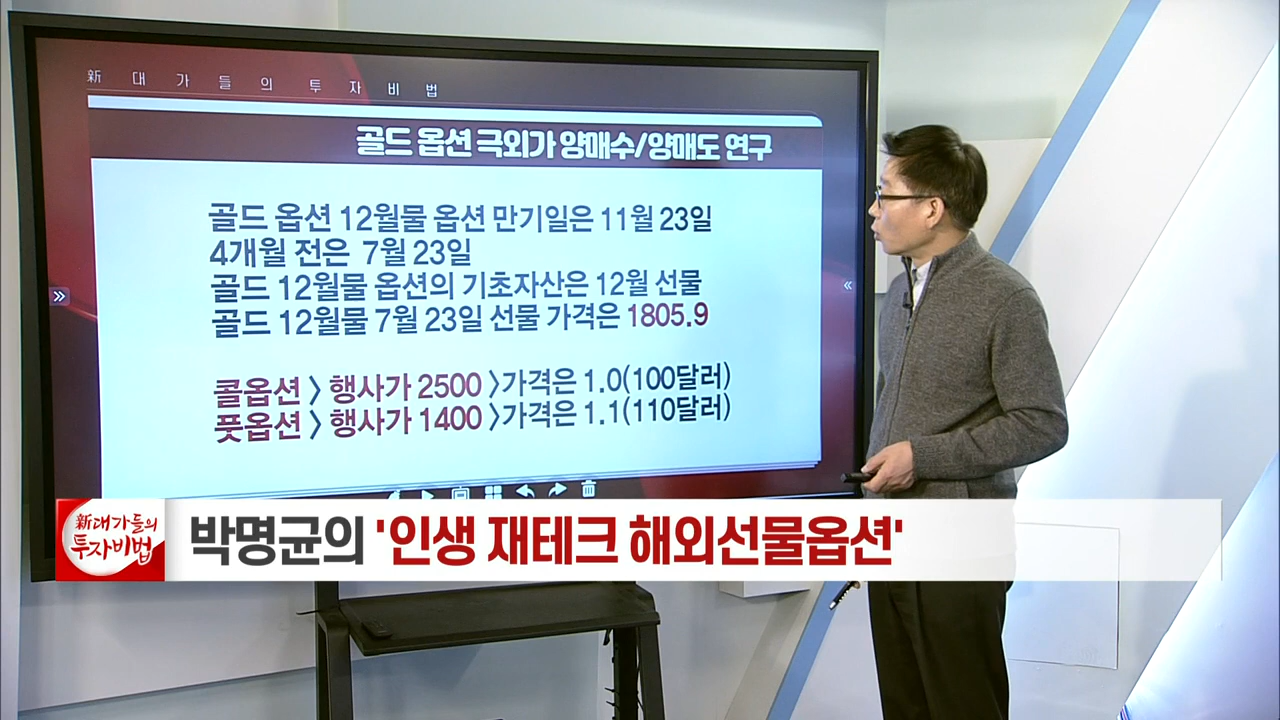 新 대 가 들 의 투 자 비 법
골드 옵션 극외가 양매수/양매도 연구
골드 옵션 12월물 옵션 만기일은 11월 23일
4개월 전은 7월 23일
골드 12월물 옵션의 기초자산은 12월 선물
골드 12월물 7월 23일 선물 가격은 1805.9
콜옵션 > 행사가 2500 >가격은 1.0(100달러)
풋옵션 > 행사가 1400 >가격은 1.1(110달러)
新대가들의
투자비법
박명균의 '인생 재테크 해외선물옵션'